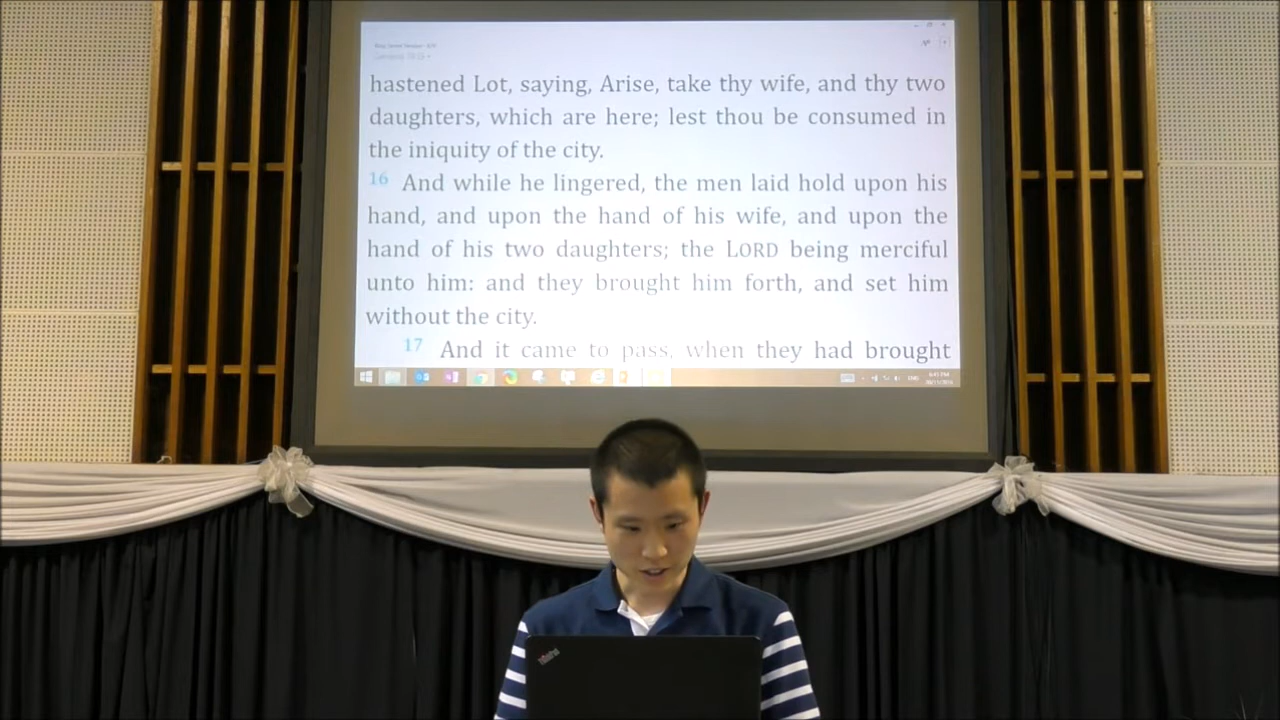 King James Version
hastened Lot, saying, Arise, take thy wife, and thy two
daughters, which are here; lest thou be consumed in
the iniquity of the city.
16 And while he lingered, the men laid hold upon his
hand, and upon the hand of his wife, and upon the
hand of his two daughters; the LORD being merciful
unto him: and they brought him forth, and set him
without the city.
17 And it came to pass, when they had brought
ThinkPad